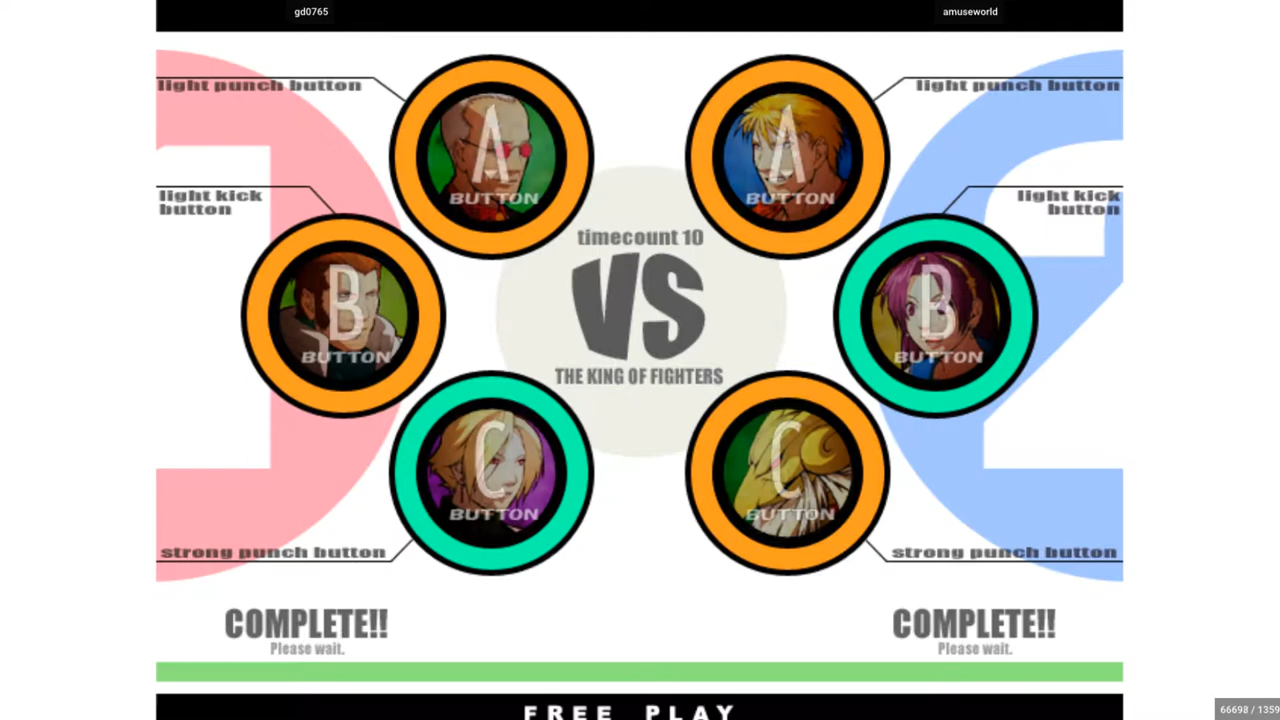 gd0765
amuseworld
light punch button
light punch button
A
BUTTON
A
BUTTON
light kick
button
light kick
button
timecount 10
VS
THE KING OF FIGHTERS
B
BUTTON
B
BUTTON
C
BUTTON
C
BUTTON
strong punch button
strong punch button
COMPLETE!!
Please wait.
COMPLETE!!
Please wait.
FREE PLAY
66698 / 1359
1
2